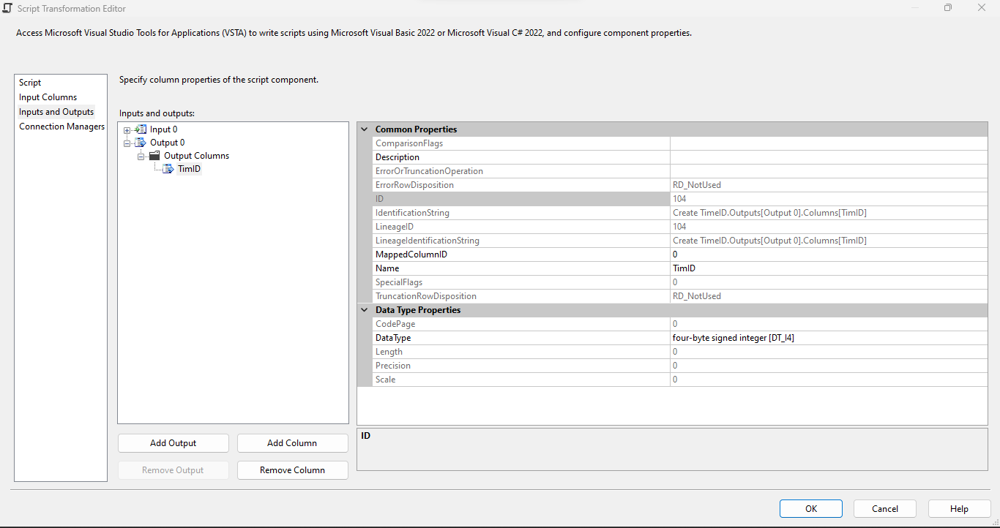 Script Transformation Editor
Access Microsoft Visual Studio Tools for Applications (VSTA) to write scripts using Microsoft Visual Basic 2022 or Microsoft Visual C# 2022, and configure component properties.
Script
Input Columns
Inputs and Outputs
Connection Managers
Specify column properties of the script component.
Inputs and outputs:
Input 0
Output 0
Output Columns
TimID
Common Properties
ComparisonFlags
Description
ErrorOrTruncationOperation
ErrorRowDisposition RD_NotUsed
ID 104
IdentificationString Create TimeID.Outputs[Output 0].Columns[TimID]
LineageID 104
LineageIdentificationString Create TimeID.Outputs[Output 0].Columns[TimID]
MappedColumnID 0
Name TimID
SpecialFlags 0
TruncationRowDisposition RD_NotUsed
Data Type Properties
CodePage 0
DataType four-byte signed integer [DT_I4]
Length 0
Precision 0
Scale 0
Add Output Add Column
Remove Output Remove Column
ID
OK Cancel Help